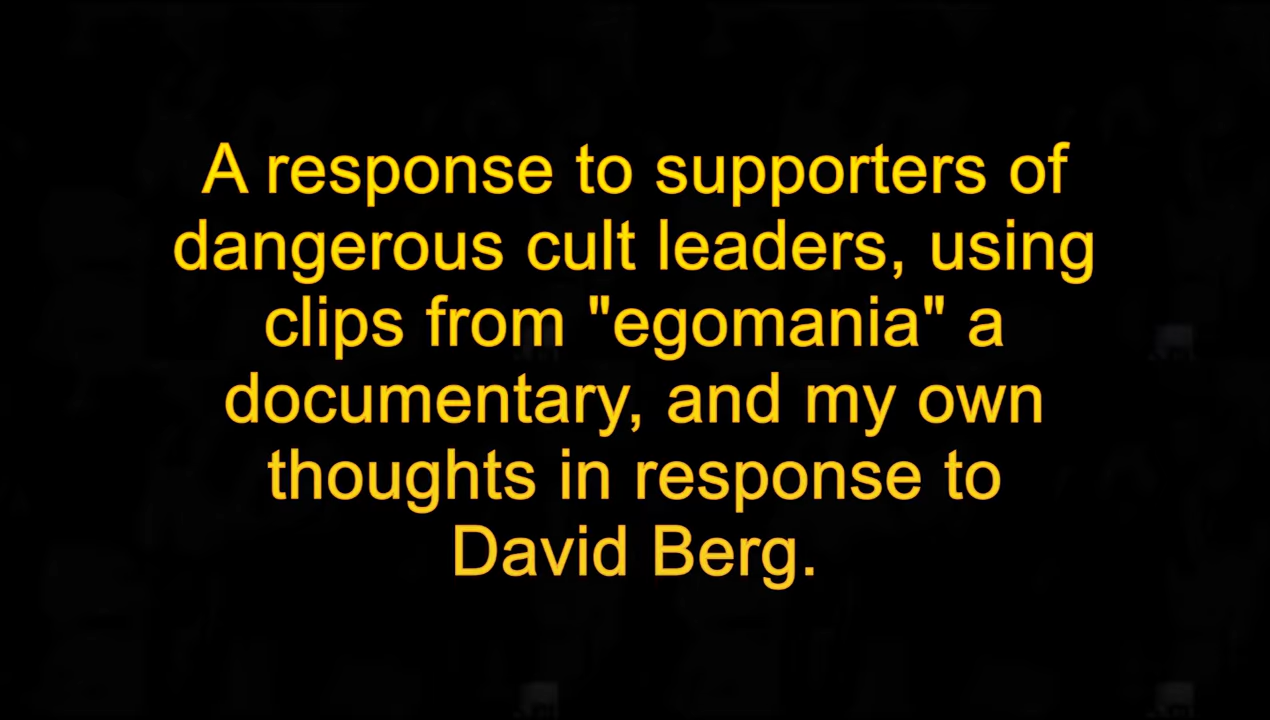 A response to supporters of
dangerous cult leaders, using
clips from "egomania" a
documentary, and my own
thoughts in response to
David Berg.